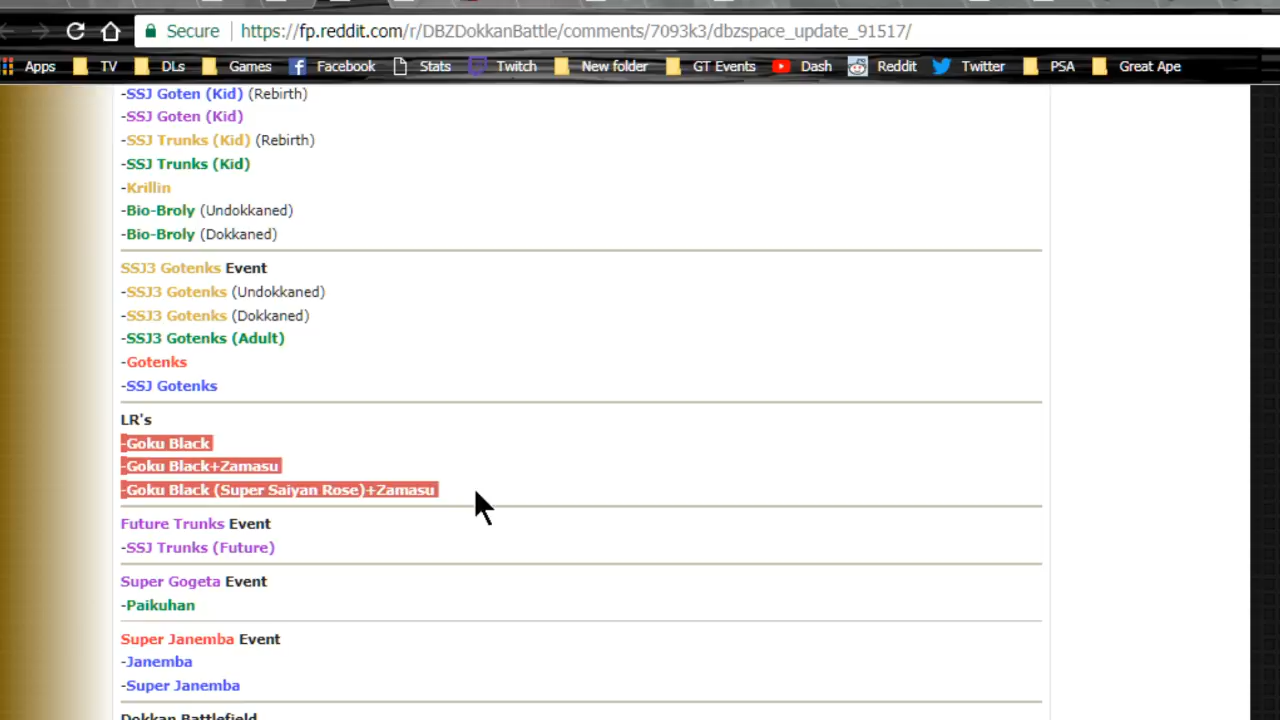 Secure https://fp.reddit.com/r/DBZDokkanBattle/comments/7093k3/dbzspace_update_91517/
Apps TV DLs Games Facebook Stats Twitch New folder GT Events Dash Reddit Twitter PSA Great Ape
-SSJ Goten (Kid) (Rebirth)
-SSJ Goten (Kid)
-SSJ Trunks (Kid) (Rebirth)
-SSJ Trunks (Kid)
-Krillin
-Bio-Broly (Undokkaned)
-Bio-Broly (Dokkaned)
SSJ3 Gotenks Event
-SSJ3 Gotenks (Undokkaned)
-SSJ3 Gotenks (Dokkaned)
-SSJ3 Gotenks (Adult)
-Gotenks
-SSJ Gotenks
LR's
-Goku Black
-Goku Black+Zamasu
-Goku Black (Super Saiyan Rose)+Zamasu
Future Trunks Event
-SSJ Trunks (Future)
Super Gogeta Event
-Paikuhan
Super Janemba Event
-Janemba
-Super Janemba
Dokkan Battlefield